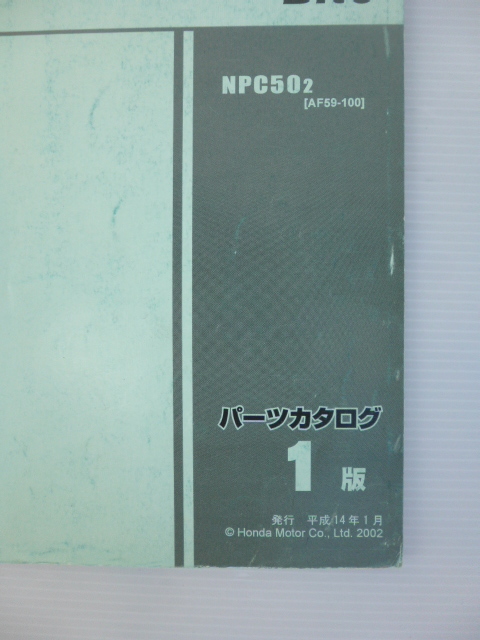 NPC502
[AF59-100]
パーツカタログ
1版
発行 平成14年1月
© Honda Motor Co., Ltd. 2002